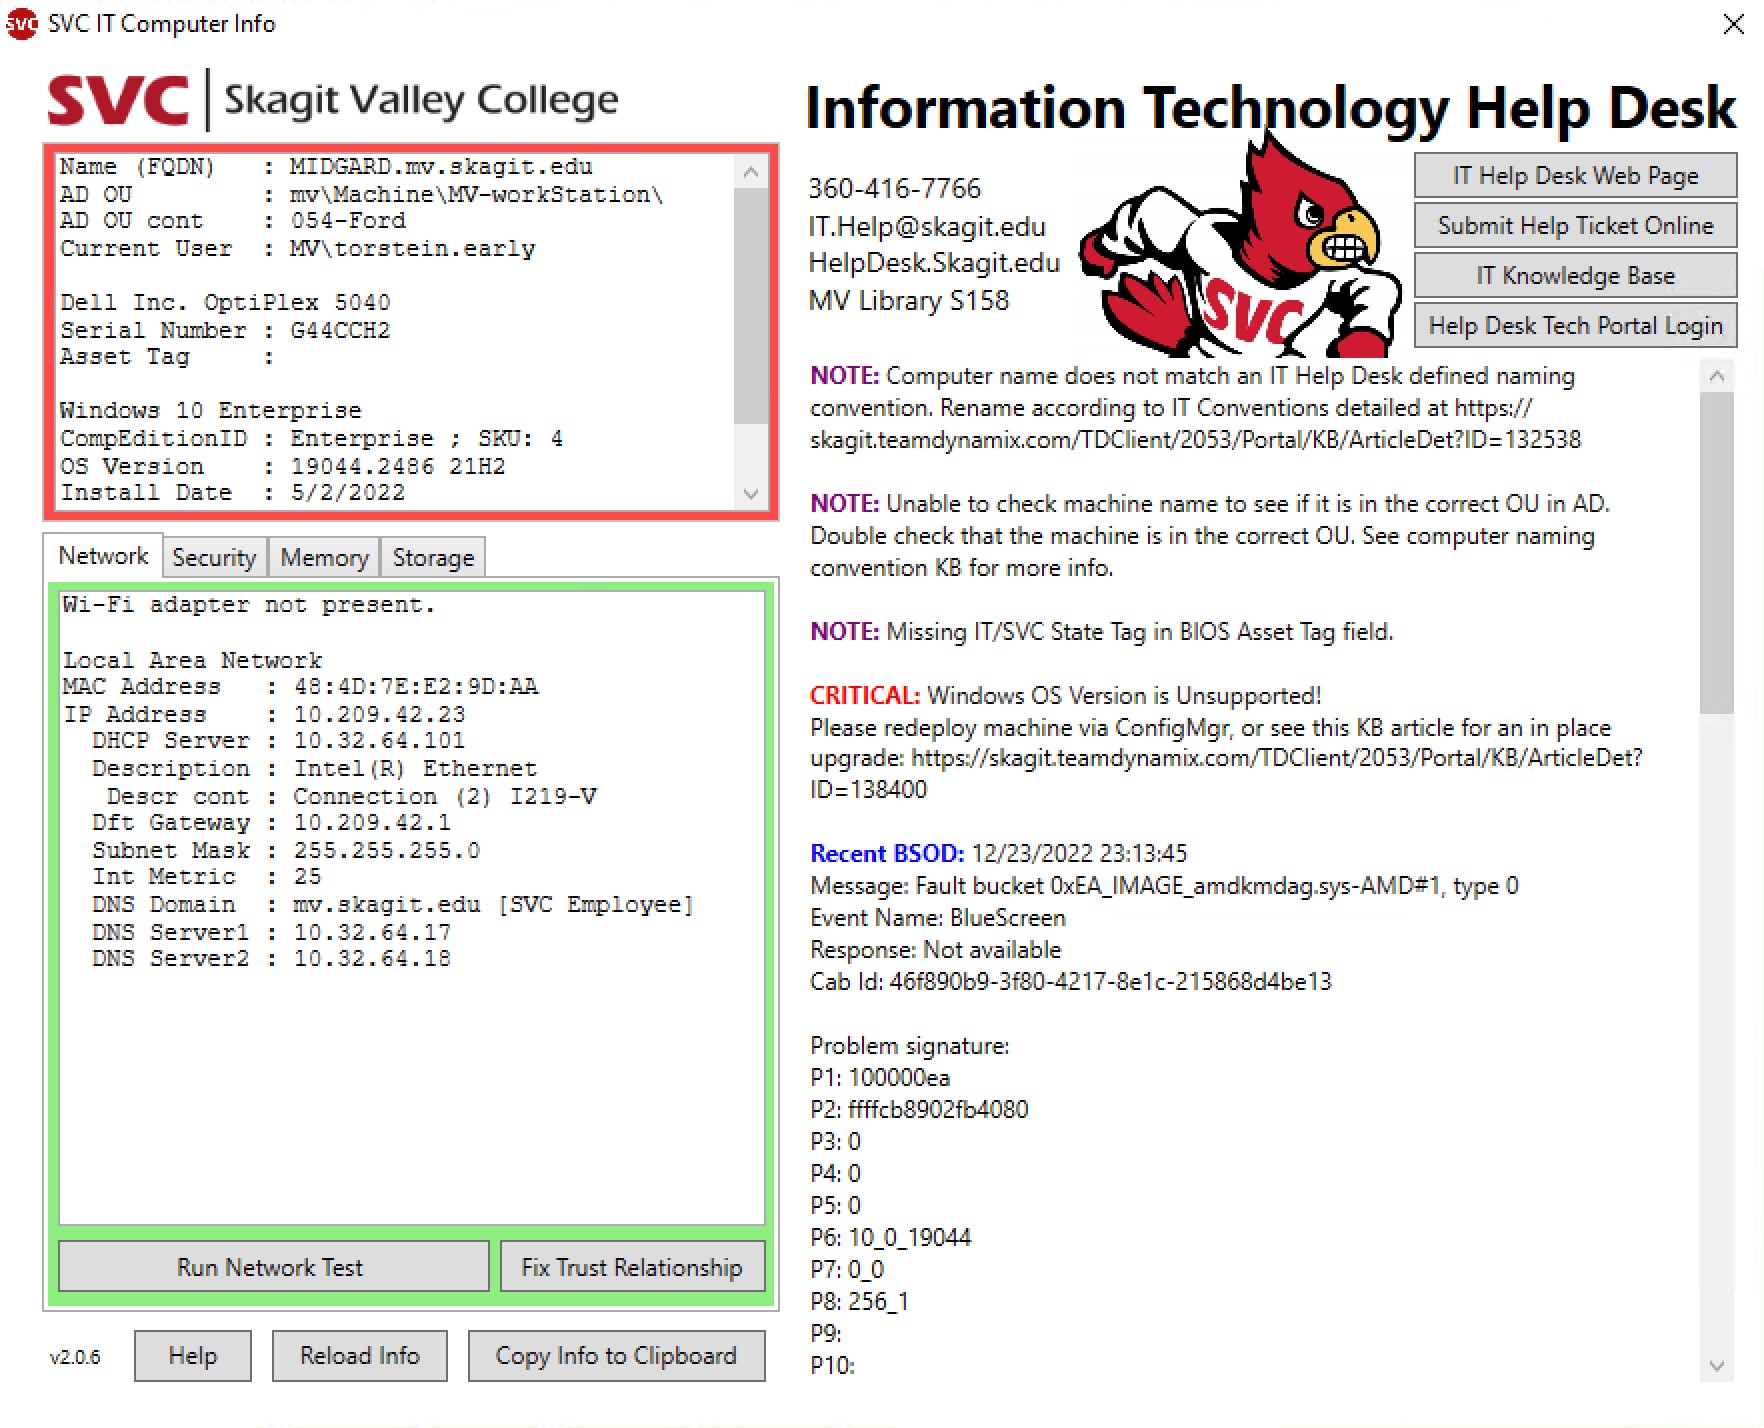 SVC IT Computer Info
SVC | Skagit Valley College
Name (FQDN)   : MIDGARD.mv.skagit.edu
AD OU         : mv\Machine\MV-workStation\
AD OU cont    : 054-Ford
Current User  : MV\torstein.early
Dell Inc. OptiPlex 5040
Serial Number : G44CCH2
Asset Tag     :
Windows 10 Enterprise
CompEditionID : Enterprise ; SKU: 4
OS Version    : 19044.2486 21H2
Install Date  : 5/2/2022
Network Security Memory Storage
Wi-Fi adapter not present.
Local Area Network
MAC Address   : 48:4D:7E:E2:9D:AA
IP Address    : 10.209.42.23
DHCP Server : 10.32.64.101
Description : Intel(R) Ethernet
Descr cont : Connection (2) I219-V
Dft Gateway : 10.209.42.1
Subnet Mask : 255.255.255.0
Int Metric  : 25
DNS Domain  : mv.skagit.edu [SVC Employee]
DNS Server1 : 10.32.64.17
DNS Server2 : 10.32.64.18
Run Network Test
Fix Trust Relationship
v2.0.6
Help
Reload Info
Copy Info to Clipboard
Information Technology Help Desk
360-416-7766
IT.Help@skagit.edu
HelpDesk.Skagit.edu
MV Library S158
SVC
IT Help Desk Web Page
Submit Help Ticket Online
IT Knowledge Base
Help Desk Tech Portal Login
NOTE: Computer name does not match an IT Help Desk defined naming
convention. Rename according to IT Conventions detailed at https://
skagit.teamdynamix.com/TDClient/2053/Portal/KB/ArticleDet?ID=132538
NOTE: Unable to check machine name to see if it is in the correct OU in AD.
Double check that the machine is in the correct OU. See computer naming
convention KB for more info.
NOTE: Missing IT/SVC State Tag in BIOS Asset Tag field.
CRITICAL: Windows OS Version is Unsupported!
Please redeploy machine via ConfigMgr, or see this KB article for an in place
upgrade: https://skagit.teamdynamix.com/TDClient/2053/Portal/KB/ArticleDet?
ID=138400
Recent BSOD: 12/23/2022 23:13:45
Message: Fault bucket 0xEA_IMAGE_amdkmdag.sys-AMD#1, type 0
Event Name: BlueScreen
Response: Not available
Cab Id: 46f890b9-3f80-4217-8e1c-215868d4be13
Problem signature:
P1: 100000ea
P2: ffffcb8902fb4080
P3: 0
P4: 0
P5: 0
P6: 10_0_19044
P7: 0_0
P8: 256_1
P9:
P10: